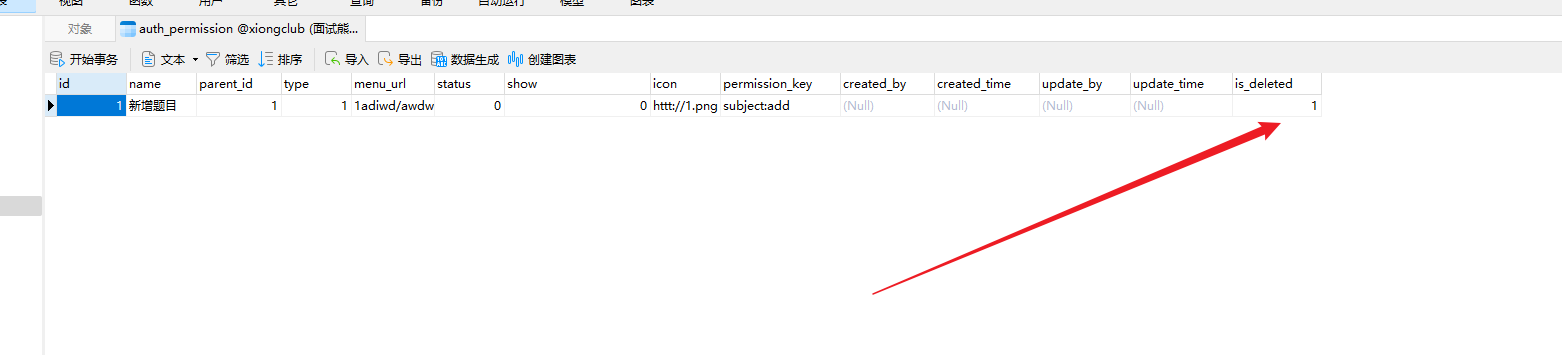 视图 函数 用户 其它 查询 备份 自动运行 模型 图表
对象 auth_permission @xiongclub (面试熊...
开始事务 文本 筛选 排序 导入 导出 数据生成 创建图表
id name parent_id type menu_url status show icon permission_key created_by created_time update_by update_time is_deleted
1 新增题目 1 1 1adiwd/awdw 0 0 httt://1.png subject:add (Null) (Null) (Null) (Null) 1